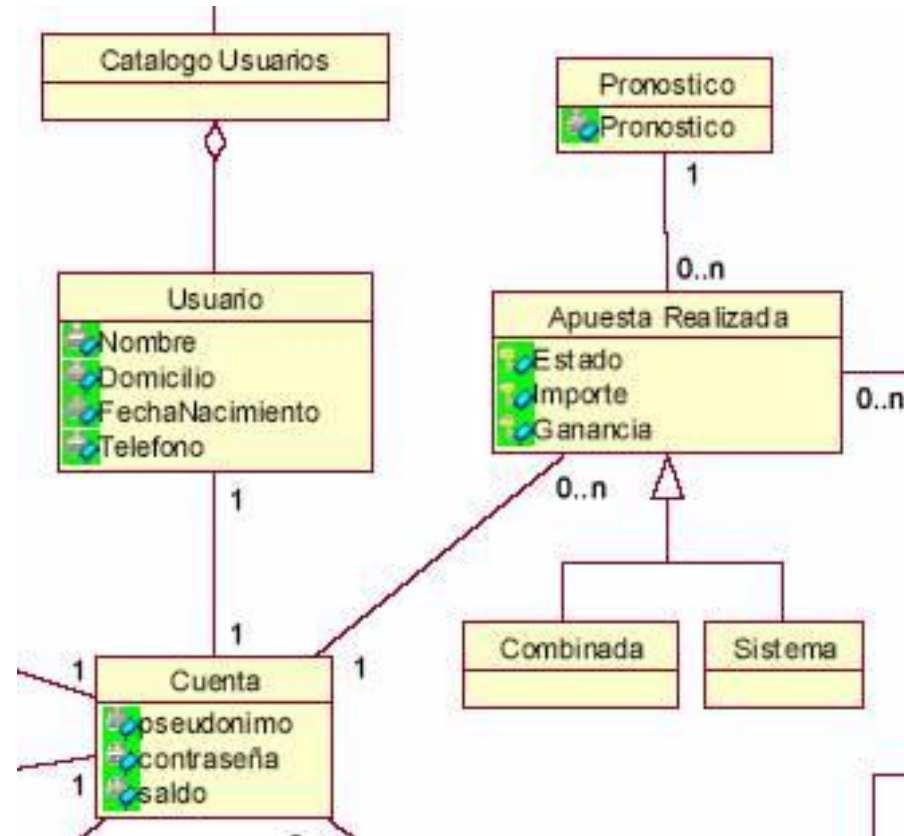 Catalogo Usuarios
Pronostico
Pronostico
1
0..n
Usuario
Nombre
Domicilio
FechaNacimiento
Telefono
Apuesta Realizada
Estado
Importe
Ganancia
0..n
0..n
1
1
1
1
1
Combinada
Sistema
Cuenta
pseudonimo
contraseña
saldo